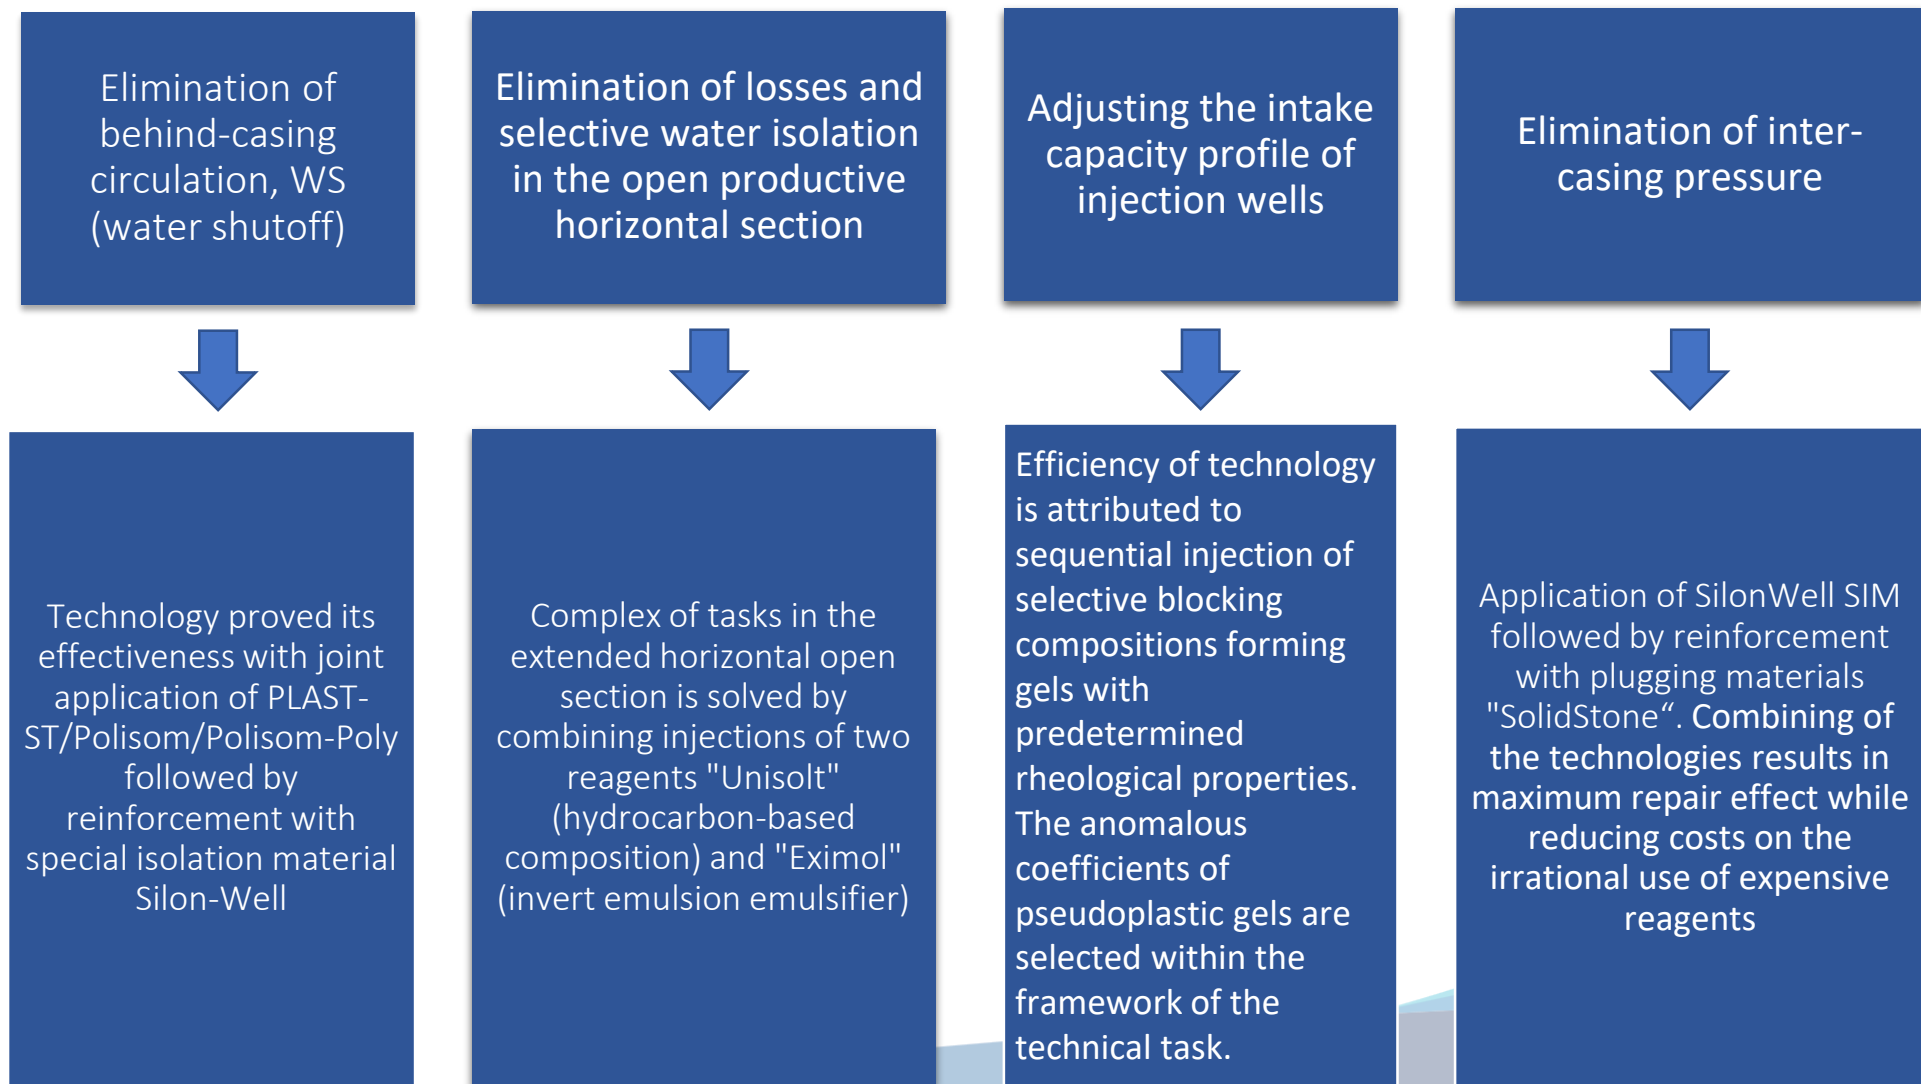 Elimination of
behind-casing
circulation, WS
(water shutoff)
Elimination of losses and
selective water isolation
in the open productive
horizontal section
Adjusting the intake
capacity profile of
injection wells
Elimination of inter-
casing pressure
Technology proved its
effectiveness with joint
application of PLAST-
ST/Polisom/Polisom-Poly
followed by
reinforcement with
special isolation material
Silon-Well
Complex of tasks in the
extended horizontal open
section is solved by
combining injections of two
reagents "Unisolt"
(hydrocarbon-based
composition) and "Eximol"
(invert emulsion emulsifier)
Efficiency of technology
is attributed to
sequential injection of
selective blocking
compositions forming
gels with
predetermined
rheological properties.
The anomalous
coefficients of
pseudoplastic gels are
selected within the
framework of the
technical task.
Application of SilonWell SIM
followed by reinforcement
with plugging materials
"SolidStone“. Combining of
the technologies results in
maximum repair effect while
reducing costs on the
irrational use of expensive
reagents